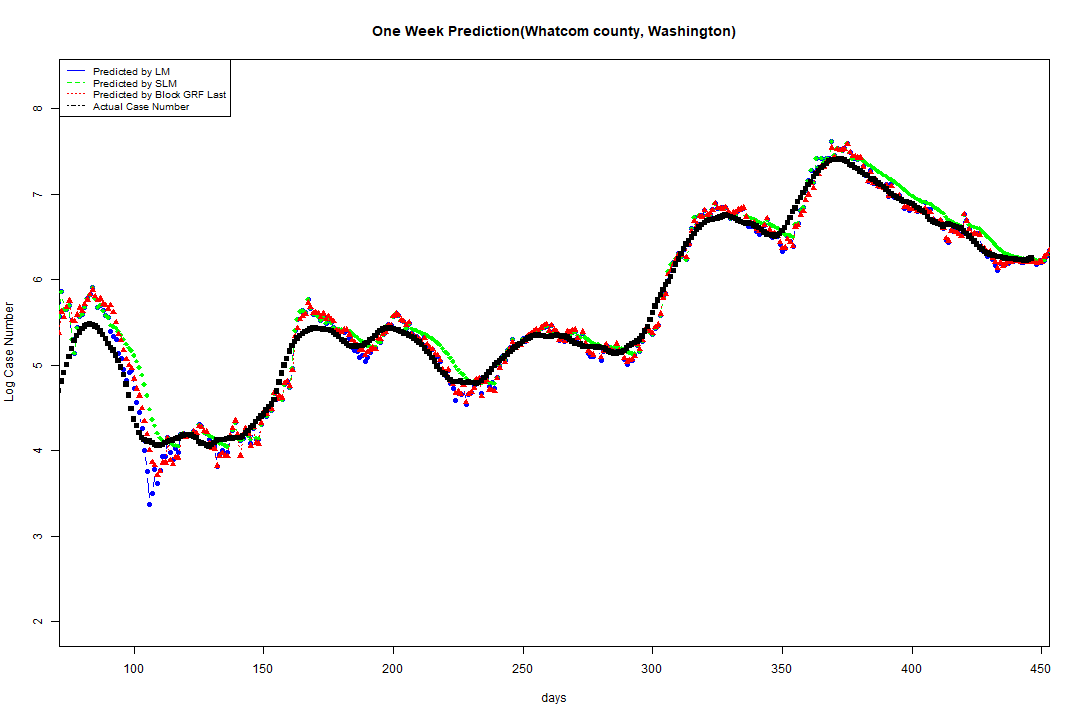 One Week Prediction(Whatcom county, Washington)
Predicted by LM
Predicted by SLM
Predicted by Block GRF Last
Actual Case Number
Log Case Number
8
7
6
5
4
3
2
100 150 200 250 300 350 400 450
days